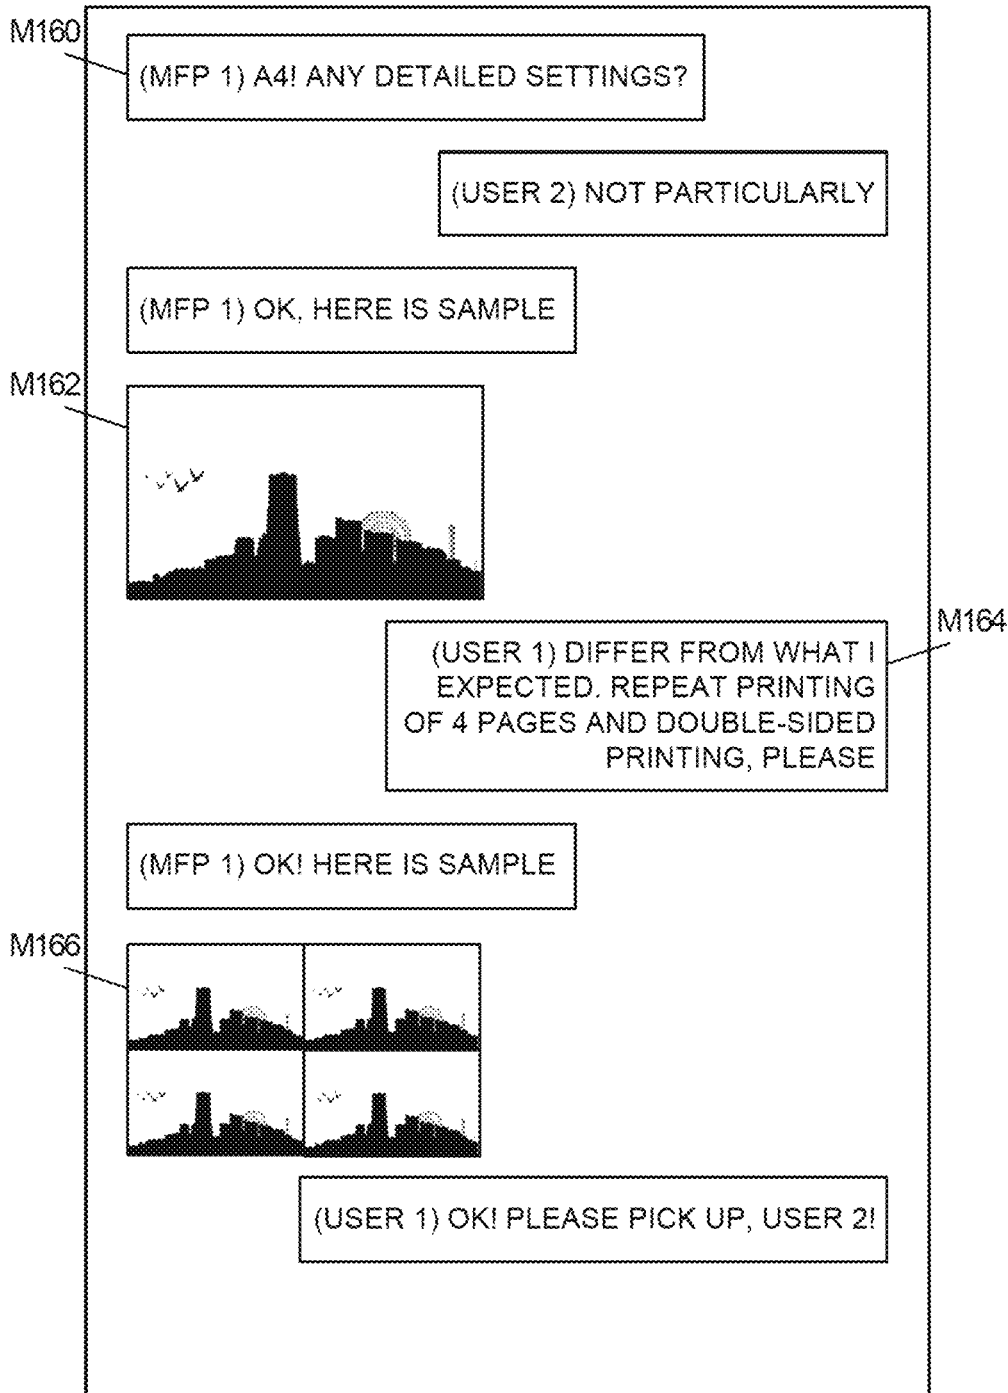 M160
(MFP 1) A4! ANY DETAILED SETTINGS?
(USER 2) NOT PARTICULARLY
(MFP 1) OK, HERE IS SAMPLE
M162
M164
(USER 1) DIFFER FROM WHAT I
EXPECTED. REPEAT PRINTING
OF 4 PAGES AND DOUBLE-SIDED
PRINTING, PLEASE
(MFP 1) OK! HERE IS SAMPLE
M166
(USER 1) OK! PLEASE PICK UP, USER 2!